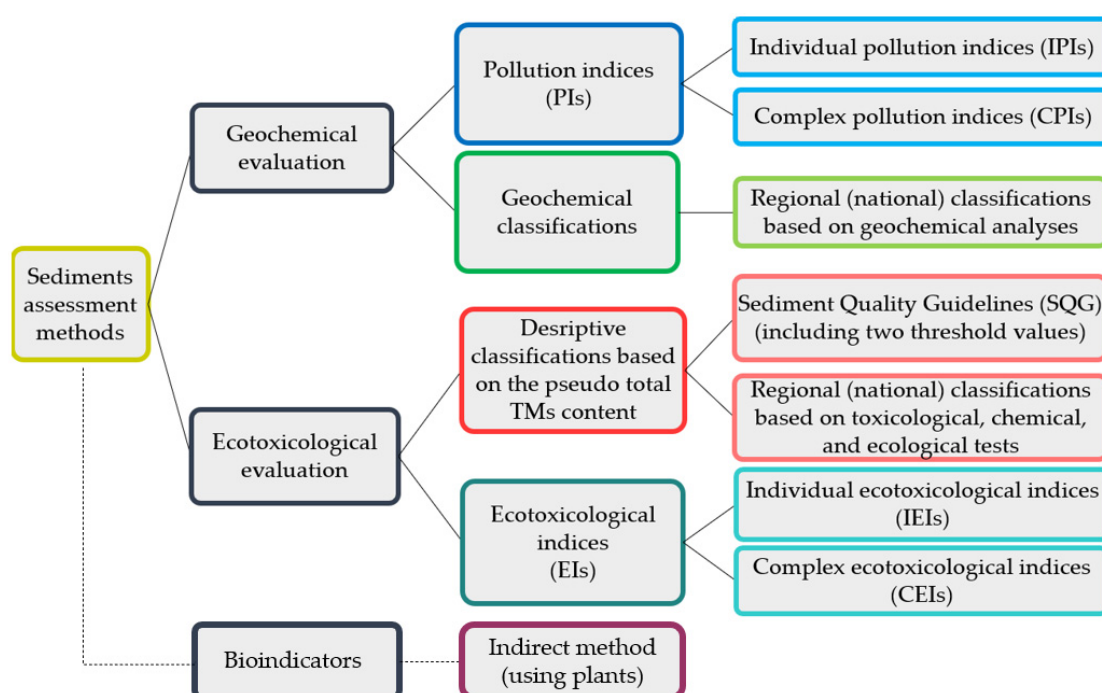 Sediments
assessment
methods
Geochemical
evaluation
Pollution indices
(PIs)
Individual pollution indices (IPIs)
Complex pollution indices (CPIs)
Geochemical
classifications
Regional (national) classifications
based on geochemical analyses
Ecotoxicological
evaluation
Desriptive
classifications based
on the pseudo total
TMs content
Sediment Quality Guidelines (SQG)
(including two threshold values)
Regional (national) classifications
based on toxicological, chemical,
and ecological tests
Ecotoxicological
indices
(EIs)
Individual ecotoxicological indices
(IEIs)
Complex ecotoxicological indices
(CEIs)
Bioindicators
Indirect method
(using plants)